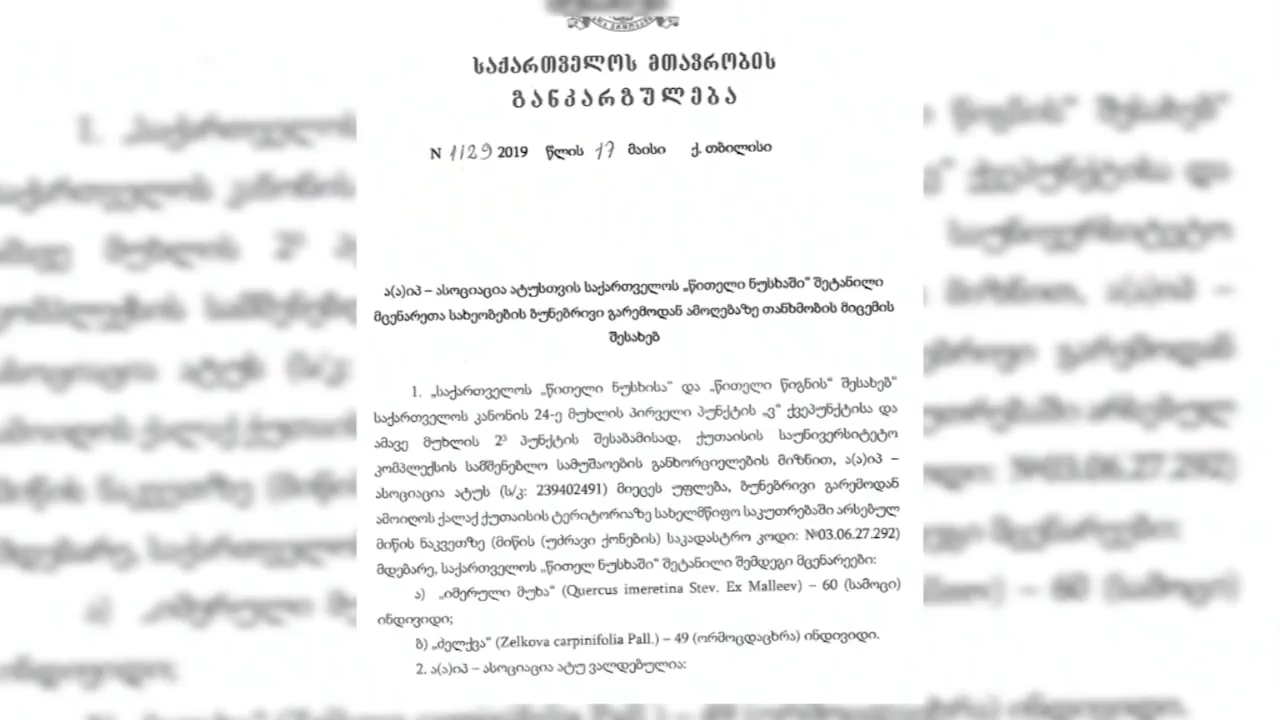 საქართველოს მთავრობის
განკარგულება
N 1129 2019 წლის 17 მაისი ქ. თბილისი
ა(ა)იპ – ასოციაცია ატუსთვის საქართველოს „წითელი ნუსხაში“ შეტანილი
მცენარეთა სახეობების ბუნებრივი გარემოდან ამოღებაზე თანხმობის მიცემის
შესახებ
1. „საქართველოს „წითელი ნუსხისა“ და „წითელი წიგნის“ შესახებ“
საქართველოს კანონის 24-ე მუხლის პირველი პუნქტის „ვ“ ქვეპუნქტისა და
ამავე მუხლის 2³ პუნქტის შესაბამისად, ქუთაისის საუნივერსიტეტო
კომპლექსის სამშენებლო სამუშაოების განხორციელების მიზნით, ა(ა)იპ –
ასოციაცია ატუს (ს/კ: 239402491) მიეცეს უფლება, ბუნებრივი გარემოდან
ამოიღოს ქალაქ ქუთაისის ტერიტორიაზე სახელმწიფო საკუთრებაში არსებულ
მიწის ნაკვეთზე (მიწის (უძრავი ქონების) საკადასტრო კოდი: №03.06.27.292)
მდებარე, საქართველოს „წითელ ნუსხაში“ შეტანილი შემდეგი მცენარეები:
ა) „იმერული მუხა“ (Quercus imeretina Stev. Ex Malleev) – 60 (სამოცი)
ინდივიდი;
ბ) „ძელქვა“ (Zelkova carpinifolia Pall.) – 49 (ორმოცდაცხრა) ინდივიდი.
2. ა(ა)იპ – ასოციაცია ატუ ვალდებულია: